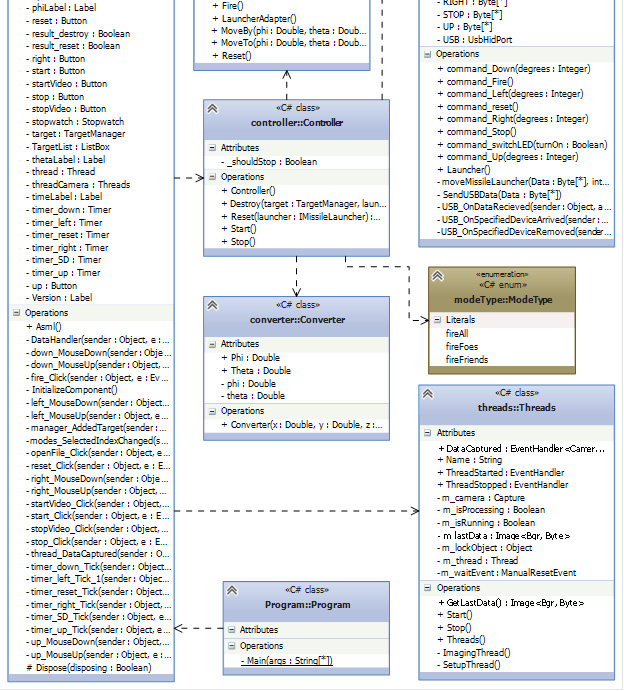 - philLabel : Label
- reset : Button
- result_destroy : Boolean
- result_reset : Boolean
- right : Button
- start : Button
- startVideo : Button
- stop : Button
- stopVideo : Button
- stopwatch : Stopwatch
- target : TargetManager
- TargetList : ListBox
- thetaLabel : Label
- thread : Thread
- threadCamera : Threads
- timeLabel : Label
- timer_down : Timer
- timer_left : Timer
- timer_reset : Timer
- timer_right : Timer
- timer_SD : Timer
- timer_up : Timer
- up : Button
- Version : Label
Operations
+ Asml()
- DataHandler(sender : Object, e :...
- down_MouseDown(sender : Obje...
- down_MouseUp(sender : Object,...
- fire_Click(sender : Object, e : Ev...
- InitializeComponent()
- left_MouseDown(sender : Object...
- left_MouseUp(sender : Object, e...
- manager_AddedTarget(sender :...
- modes_SelectedIndexChanged(s...
- openFile_Click(sender : Object,...
- reset_Click(sender : Object, e : E...
- right_MouseDown(sender : Objec...
- right_MouseUp(sender : Object,...
- startVideo_Click(sender : Object,...
- start_Click(sender : Object, e : E...
- stopVideo_Click(sender : Object,...
- stop_Click(sender : Object, e : E...
- thread_DataCaptured(sender : O...
- timer_down_Tick(sender : Object,...
- timer_left_Tick_1(sender : Objec...
- timer_reset_Tick(sender : Object,...
- timer_right_Tick(sender : Object,...
- timer_SD_Tick(sender : Object, e...
- timer_up_Tick(sender : Object, e...
- up_MouseDown(sender : Object,...
- up_MouseUp(sender : Object, e...
# Dispose(disposing : Boolean)
+ Fire()
+ LauncherAdapter()
+ MoveBy(phi : Double, theta : Doub...
+ MoveTo(phi : Double, theta : Doub...
+ Reset()
«C# class»
controller::Controller
Attributes
- _shouldStop : Boolean
Operations
+ Controller()
+ Destroy(target : TargetManager, laun...
+ Reset(launcher : IMissileLauncher) :...
+ Start()
+ Stop()
«C# class»
converter::Converter
Attributes
+ Phi : Double
+ Theta : Double
- phi : Double
- theta : Double
Operations
+ Converter(x : Double, y : Double, z :...
«C# class»
Program::Program
Attributes
Operations
- Main(args : String[*])
- RIGHT : Byte[*]
- STOP : Byte[*]
- UP : Byte[*]
- USB : UsbHidPort
Operations
+ command_Down(degrees : Integer)
+ command_Fire()
+ command_Left(degrees : Integer)
+ command_reset()
+ command_Right(degrees : Integer)
+ command_Stop()
+ command_switchLED(turnOn : Boolean)
+ command_Up(degrees : Integer)
+ Launcher()
- moveMissileLauncher(Data : Byte[*], int...
- SendUSBData(Data : Byte[*])
- USB_OnDataRecieved(sender : Object, a...
- USB_OnSpecifiedDeviceArrived(sender :...
- USB_OnSpecifiedDeviceRemoved(sender...
«enumeration»
«C# enum»
modeType::ModeType
Literals
fireAll
fireFoes
fireFriends
«C# class»
threads::Threads
Attributes
+ DataCaptured : EventHandler<Camer...
+ Name : String
+ ThreadStarted : EventHandler
+ ThreadStopped : EventHandler
- m_camera : Capture
- m_isProcessing : Boolean
- m_isRunning : Boolean
- m_lastData : Image<Bgr, Byte>
- m_lockObject : Object
- m_thread : Thread
- m_waitEvent : ManualResetEvent
Operations
+ GetLastData() : Image<Bgr, Byte>
+ Start()
+ Stop()
+ Threads()
- ImagingThread()
- SetupThread()